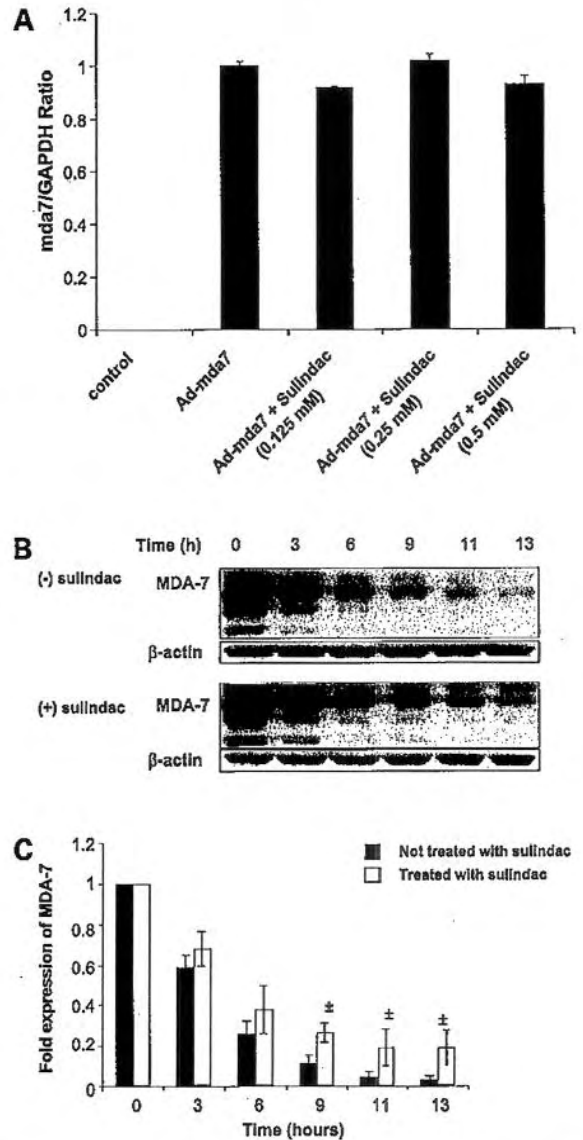 A
mda7/GAPDH Ratio
1.2
1
0.8
0.6
0.4
0.2
0
control
Ad-mda7
Ad-mda7 + Sulindac
(0.125 mM)
Ad-mda7 + Sulindac
(0.25 mM)
Ad-mda7 + Sulindac
(0.5 mM)
B
Time (h) 0 3 6 9 11 13
(-) sulindac MDA-7
β-actin
(+) sulindac MDA-7
β-actin
C
Fold expression of MDA-7
1.2
1
0.8
0.6
0.4
0.2
0
Not treated with sulindac
Treated with sulindac
± ± ±
0 3 6 9 11 13
Time (hours)